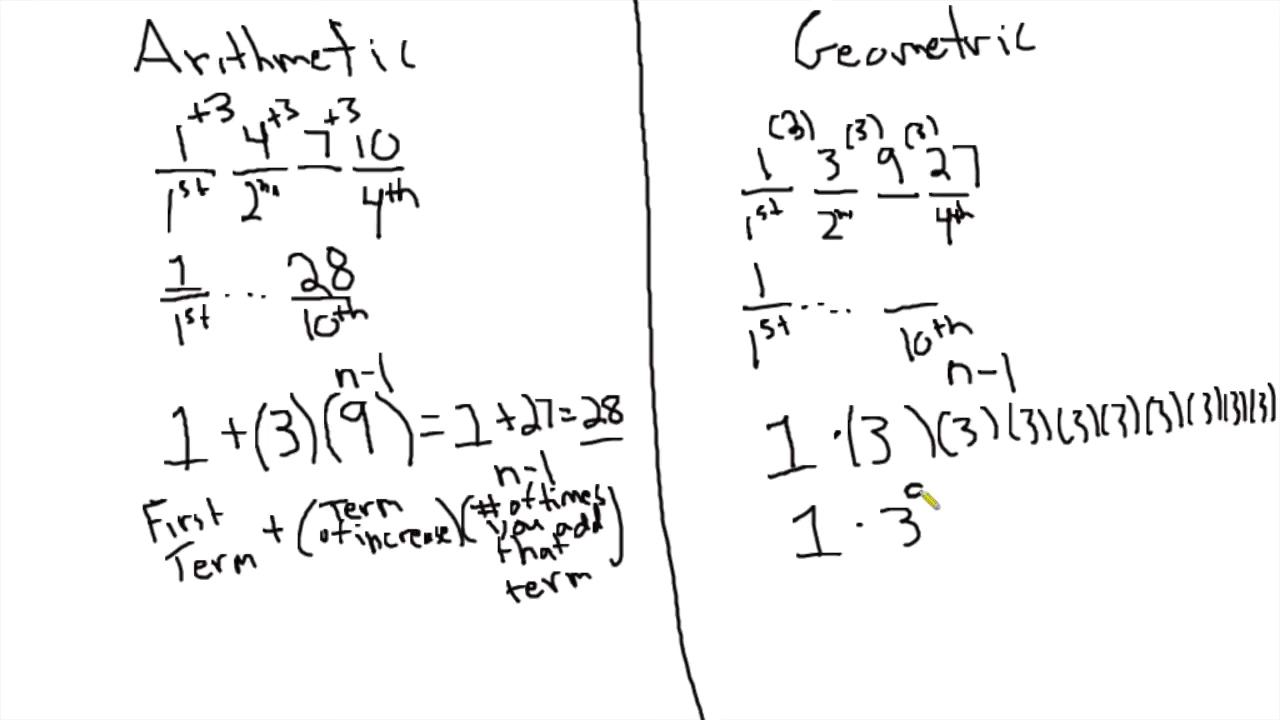 Arithmetic
+3 +3 +3
1 4 7 10
1st 2nd 4th
1 ... 28
1st 10th
n-1
1 + (3)(9) = 1 + 27 = 28
n-1
First Term + (Term of increase)(# of times you add that term)
Geometric
(3) (3) (3)
1 3 9 27
1st 2nd 4th
1 ....
1st 10th
n-1
1 · (3)(3)(3)(3)(3)(3)(3)(3)(3)
1 · 3